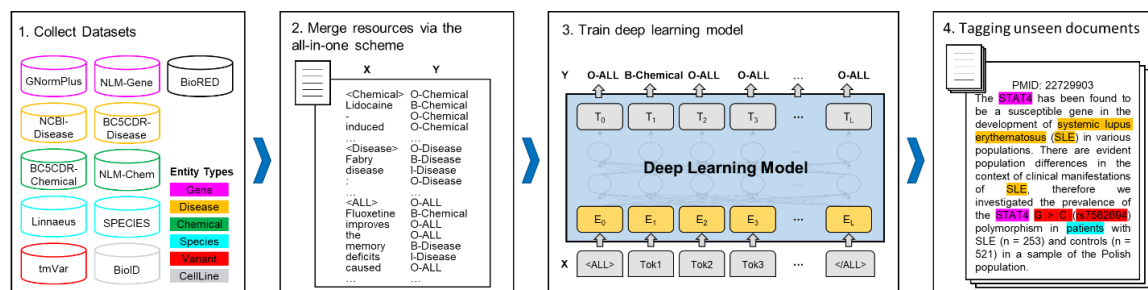 1. Collect Datasets
GNormPlus
NLM-Gene
BioRED
NCBI-
Disease
BC5CDR-
Disease
BC5CDR-
Chemical
NLM-Chem
Linnaeus
SPECIES
tmVar
BioID
Entity Types
Gene
Disease
Chemical
Species
Variant
CellLine
2. Merge resources via the
all-in-one scheme
X Y
<Chemical> O-Chemical
Lidocaine B-Chemical
- O-Chemical
induced O-Chemical
... ...
<Disease> O-Disease
Fabry B-Disease
disease I-Disease
: O-Disease
... ...
<ALL> O-ALL
Fluoxetine B-Chemical
improves O-ALL
the O-ALL
memory B-Disease
deficits I-Disease
caused O-ALL
... ...
3. Train deep learning model
Y O-ALL B-Chemical O-ALL O-ALL ... O-ALL
T0 T1 T2 T3 ... TL
Deep Learning Model
E0 E1 E2 E3 ... EL
X <ALL> Tok1 Tok2 Tok3 ... </ALL>
4. Tagging unseen documents
PMID: 22729903
The STAT4 has been found to
be a susceptible gene in the
development of systemic lupus
erythematosus (SLE) in various
populations. There are evident
population differences in the
context of clinical manifestations
of SLE, therefore we
investigated the prevalence of
the STAT4 G > C (rs7582694)
polymorphism in patients with
SLE (n = 253) and controls (n =
521) in a sample of the Polish
population.